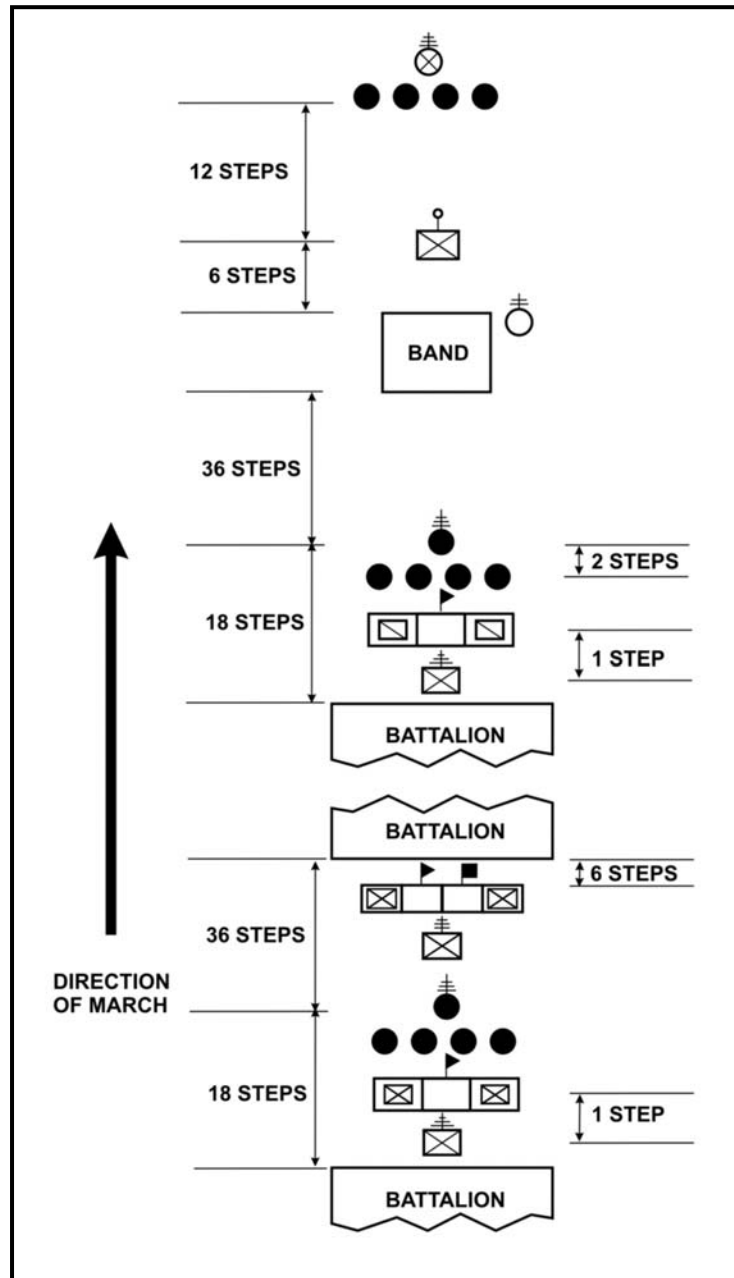 12 STEPS
6 STEPS
BAND
36 STEPS
2 STEPS
18 STEPS
1 STEP
BATTALION
BATTALION
6 STEPS
36 STEPS
DIRECTION
OF MARCH
18 STEPS
1 STEP
BATTALION